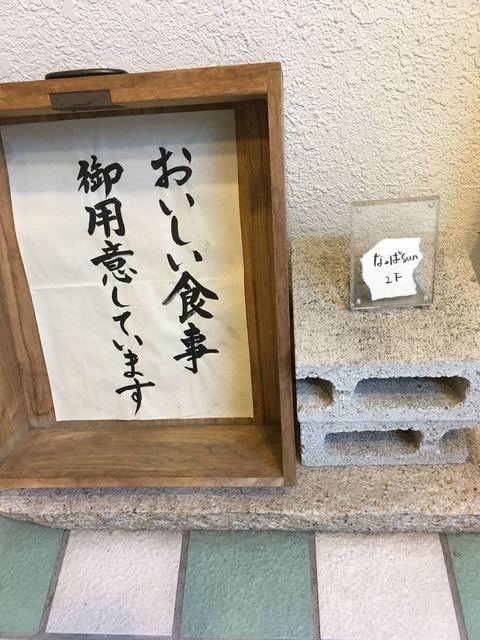 おいしい食事
御用意しています
なっぱsun
2F